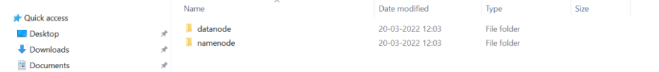 Quick access
Desktop
Downloads
Documents
Name Date modified Type Size
datanode 20-03-2022 12:03 File folder
namenode 20-03-2022 12:03 File folder